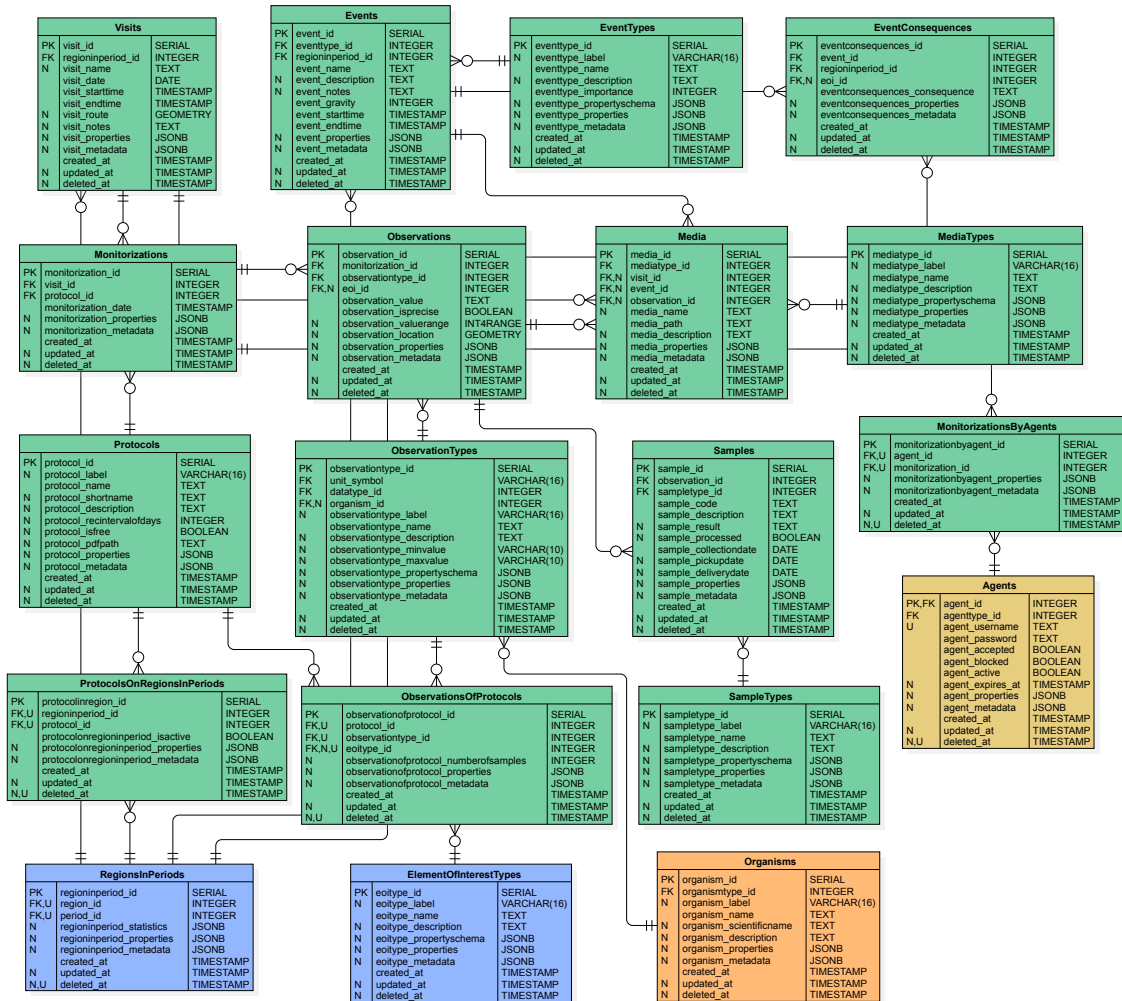 Visits
PK visit_id SERIAL
FK regioninperiod_id INTEGER
N visit_name TEXT
visit_date DATE
visit_starttime TIMESTAMP
visit_endtime TIMESTAMP
N visit_route GEOMETRY
N visit_notes TEXT
N visit_properties JSONB
N visit_metadata JSONB
created_at TIMESTAMP
N updated_at TIMESTAMP
N deleted_at TIMESTAMP
Events
PK event_id SERIAL
FK eventtype_id INTEGER
FK regioninperiod_id INTEGER
event_name TEXT
N event_description TEXT
N event_notes TEXT
event_gravity INTEGER
event_starttime TIMESTAMP
event_endtime TIMESTAMP
N event_properties JSONB
N event_metadata JSONB
created_at TIMESTAMP
N updated_at TIMESTAMP
N deleted_at TIMESTAMP
EventTypes
PK eventtype_id SERIAL
N eventtype_label VARCHAR(16)
eventtype_name TEXT
N eventtype_description TEXT
eventtype_importance INTEGER
N eventtype_propertyschema JSONB
N eventtype_properties JSONB
N eventtype_metadata JSONB
created_at TIMESTAMP
N updated_at TIMESTAMP
N deleted_at TIMESTAMP
EventConsequences
PK eventconsequences_id SERIAL
FK event_id INTEGER
FK regioninperiod_id INTEGER
FK,N eoi_id INTEGER
eventconsequences_consequence TEXT
N eventconsequences_properties JSONB
N eventconsequences_metadata JSONB
created_at TIMESTAMP
N updated_at TIMESTAMP
N deleted_at TIMESTAMP
Monitorizations
PK monitorization_id SERIAL
FK visit_id INTEGER
FK protocol_id INTEGER
monitorization_date TIMESTAMP
N monitorization_properties JSONB
N monitorization_metadata JSONB
created_at TIMESTAMP
N updated_at TIMESTAMP
N deleted_at TIMESTAMP
Observations
PK observation_id SERIAL
FK monitorization_id INTEGER
FK observationtype_id INTEGER
FK,N eoi_id INTEGER
observation_value TEXT
observation_isprecise BOOLEAN
N observation_valuerange INT4RANGE
N observation_location GEOMETRY
N observation_properties JSONB
N observation_metadata JSONB
created_at TIMESTAMP
N updated_at TIMESTAMP
N deleted_at TIMESTAMP
Media
PK media_id SERIAL
FK mediatype_id INTEGER
FK,N visit_id INTEGER
FK,N event_id INTEGER
FK,N observation_id INTEGER
N media_name TEXT
media_path TEXT
N media_description TEXT
N media_properties JSONB
N media_metadata JSONB
created_at TIMESTAMP
N updated_at TIMESTAMP
N deleted_at TIMESTAMP
MediaTypes
PK mediatype_id SERIAL
N mediatype_label VARCHAR(16)
mediatype_name TEXT
N mediatype_description TEXT
N mediatype_propertyschema JSONB
N mediatype_properties JSONB
N mediatype_metadata JSONB
created_at TIMESTAMP
N updated_at TIMESTAMP
N deleted_at TIMESTAMP
Protocols
PK protocol_id SERIAL
N protocol_label VARCHAR(16)
protocol_name TEXT
N protocol_shortname TEXT
N protocol_description TEXT
N protocol_recintervalofdays INTEGER
N protocol_isfree BOOLEAN
N protocol_pdfpath TEXT
N protocol_properties JSONB
N protocol_metadata JSONB
created_at TIMESTAMP
N updated_at TIMESTAMP
N deleted_at TIMESTAMP
ObservationTypes
PK observationtype_id SERIAL
FK unit_symbol VARCHAR(16)
FK datatype_id INTEGER
FK,N organism_id INTEGER
N observationtype_label VARCHAR(16)
observationtype_name TEXT
N observationtype_description TEXT
N observationtype_minvalue VARCHAR(10)
N observationtype_maxvalue VARCHAR(10)
N observationtype_propertyschema JSONB
N observationtype_properties JSONB
N observationtype_metadata JSONB
created_at TIMESTAMP
N updated_at TIMESTAMP
N deleted_at TIMESTAMP
Samples
PK sample_id SERIAL
FK observation_id INTEGER
FK sampletype_id INTEGER
sample_code TEXT
sample_description TEXT
N sample_result TEXT
N sample_processed BOOLEAN
sample_collectiondate DATE
N sample_pickupdate DATE
N sample_deliverydate DATE
N sample_properties JSONB
N sample_metadata JSONB
created_at TIMESTAMP
N updated_at TIMESTAMP
N deleted_at TIMESTAMP
MonitorizationsByAgents
PK monitorizationbyagent_id SERIAL
FK,U agent_id INTEGER
FK,U monitorization_id INTEGER
N monitorizationbyagent_properties JSONB
N monitorizationbyagent_metadata JSONB
created_at TIMESTAMP
N updated_at TIMESTAMP
N,U deleted_at TIMESTAMP
Agents
PK,FK agent_id INTEGER
FK agenttype_id INTEGER
U agent_username TEXT
agent_password TEXT
agent_accepted BOOLEAN
agent_blocked BOOLEAN
agent_active BOOLEAN
N agent_expires_at TIMESTAMP
N agent_properties JSONB
N agent_metadata JSONB
created_at TIMESTAMP
N updated_at TIMESTAMP
N,U deleted_at TIMESTAMP
ProtocolsOnRegionsInPeriods
PK protocolinregion_id SERIAL
FK,U regioninperiod_id INTEGER
FK,U protocol_id INTEGER
protocolonregioninperiod_isactive BOOLEAN
N protocolonregioninperiod_properties JSONB
N protocolonregioninperiod_metadata JSONB
created_at TIMESTAMP
N updated_at TIMESTAMP
N,U deleted_at TIMESTAMP
ObservationsOfProtocols
PK observationofprotocol_id SERIAL
FK,U protocol_id INTEGER
FK,U observationtype_id INTEGER
FK,N,U eoitype_id INTEGER
N observationofprotocol_numberofsamples INTEGER
N observationofprotocol_properties JSONB
N observationofprotocol_metadata JSONB
created_at TIMESTAMP
N updated_at TIMESTAMP
N,U deleted_at TIMESTAMP
SampleTypes
PK sampletype_id SERIAL
N sampletype_label VARCHAR(16)
sampletype_name TEXT
N sampletype_description TEXT
N sampletype_propertyschema JSONB
N sampletype_properties JSONB
N sampletype_metadata JSONB
created_at TIMESTAMP
N updated_at TIMESTAMP
N deleted_at TIMESTAMP
RegionsInPeriods
PK regioninperiod_id SERIAL
FK,U region_id INTEGER
FK,U period_id INTEGER
N regioninperiod_statistics JSONB
N regioninperiod_properties JSONB
N regioninperiod_metadata JSONB
created_at TIMESTAMP
N updated_at TIMESTAMP
N,U deleted_at TIMESTAMP
ElementOfInterestTypes
PK eoitype_id SERIAL
N eoitype_label VARCHAR(16)
eoitype_name TEXT
N eoitype_description TEXT
N eoitype_propertyschema JSONB
N eoitype_properties JSONB
N eoitype_metadata JSONB
created_at TIMESTAMP
N updated_at TIMESTAMP
N deleted_at TIMESTAMP
Organisms
PK organism_id SERIAL
FK organismtype_id INTEGER
N organism_label VARCHAR(16)
organism_name TEXT
N organism_scientificname TEXT
N organism_description TEXT
N organism_properties JSONB
N organism_metadata JSONB
created_at TIMESTAMP
N updated_at TIMESTAMP
N deleted_at TIMESTAMP